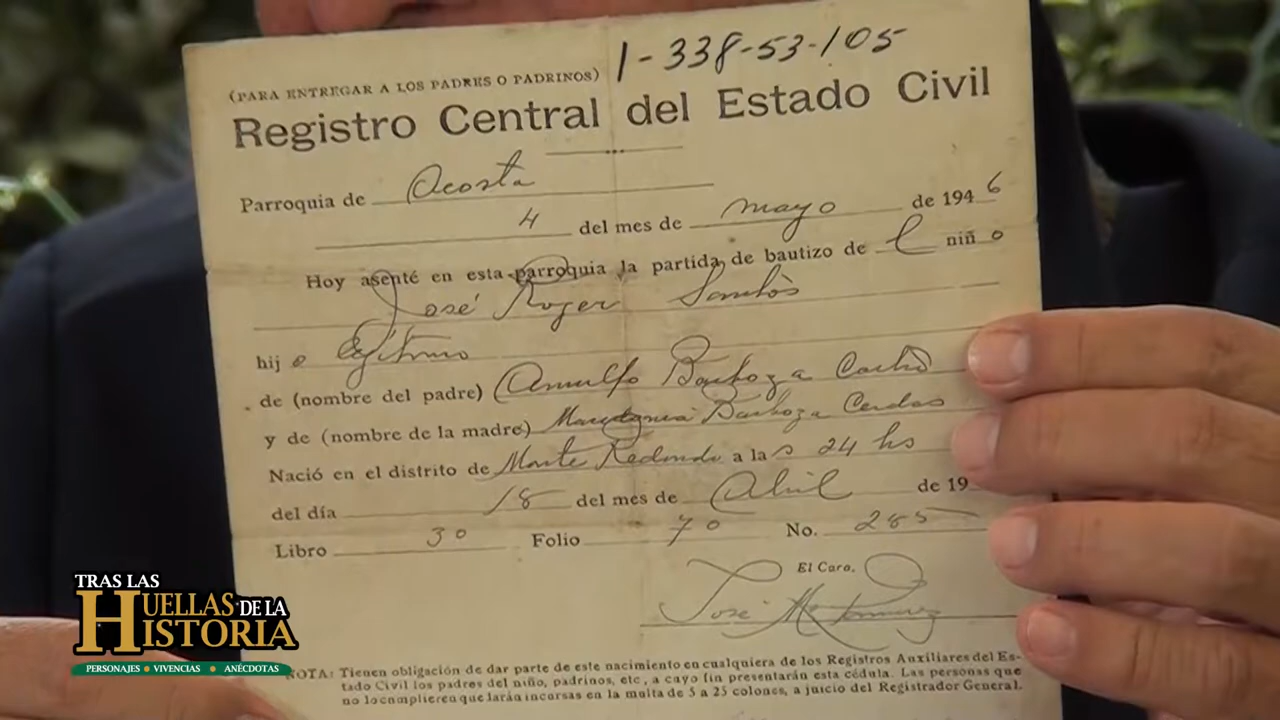 1-338-53-105
(PARA ENTREGAR A LOS PADRES O PADRINOS)
Registro Central del Estado Civil
Parroquia de Acosta
4 del mes de mayo de 1946
Hoy asenté en esta parroquia la partida de bautizo de l niño
José Roger Santos
hijo legítimo
de (nombre del padre) Arnulfo Barboza
y de (nombre de la madre) Barboza Cerdas
Nació en el distrito de Monte Redondo a las 24 hs
del día 18 del mes de Abril de 19
Libro 30 Folio 70 No. 285
El Cura,
José
NOTA: Tienen obligación de dar parte de este nacimiento en cualquiera de los Registros Auxiliares del Es-
tado Civil los padres del niño, padrinos, etc, a cuyo fin presentarán esta cédula. Las personas que
no lo cumplieren quedarán incursas en la multa de 5 a 25 colones, a juicio del Registrador General.
TRAS LAS
HUELLAS DE LA
HISTORIA
PERSONAJES • VIVENCIAS • ANÉCDOTAS